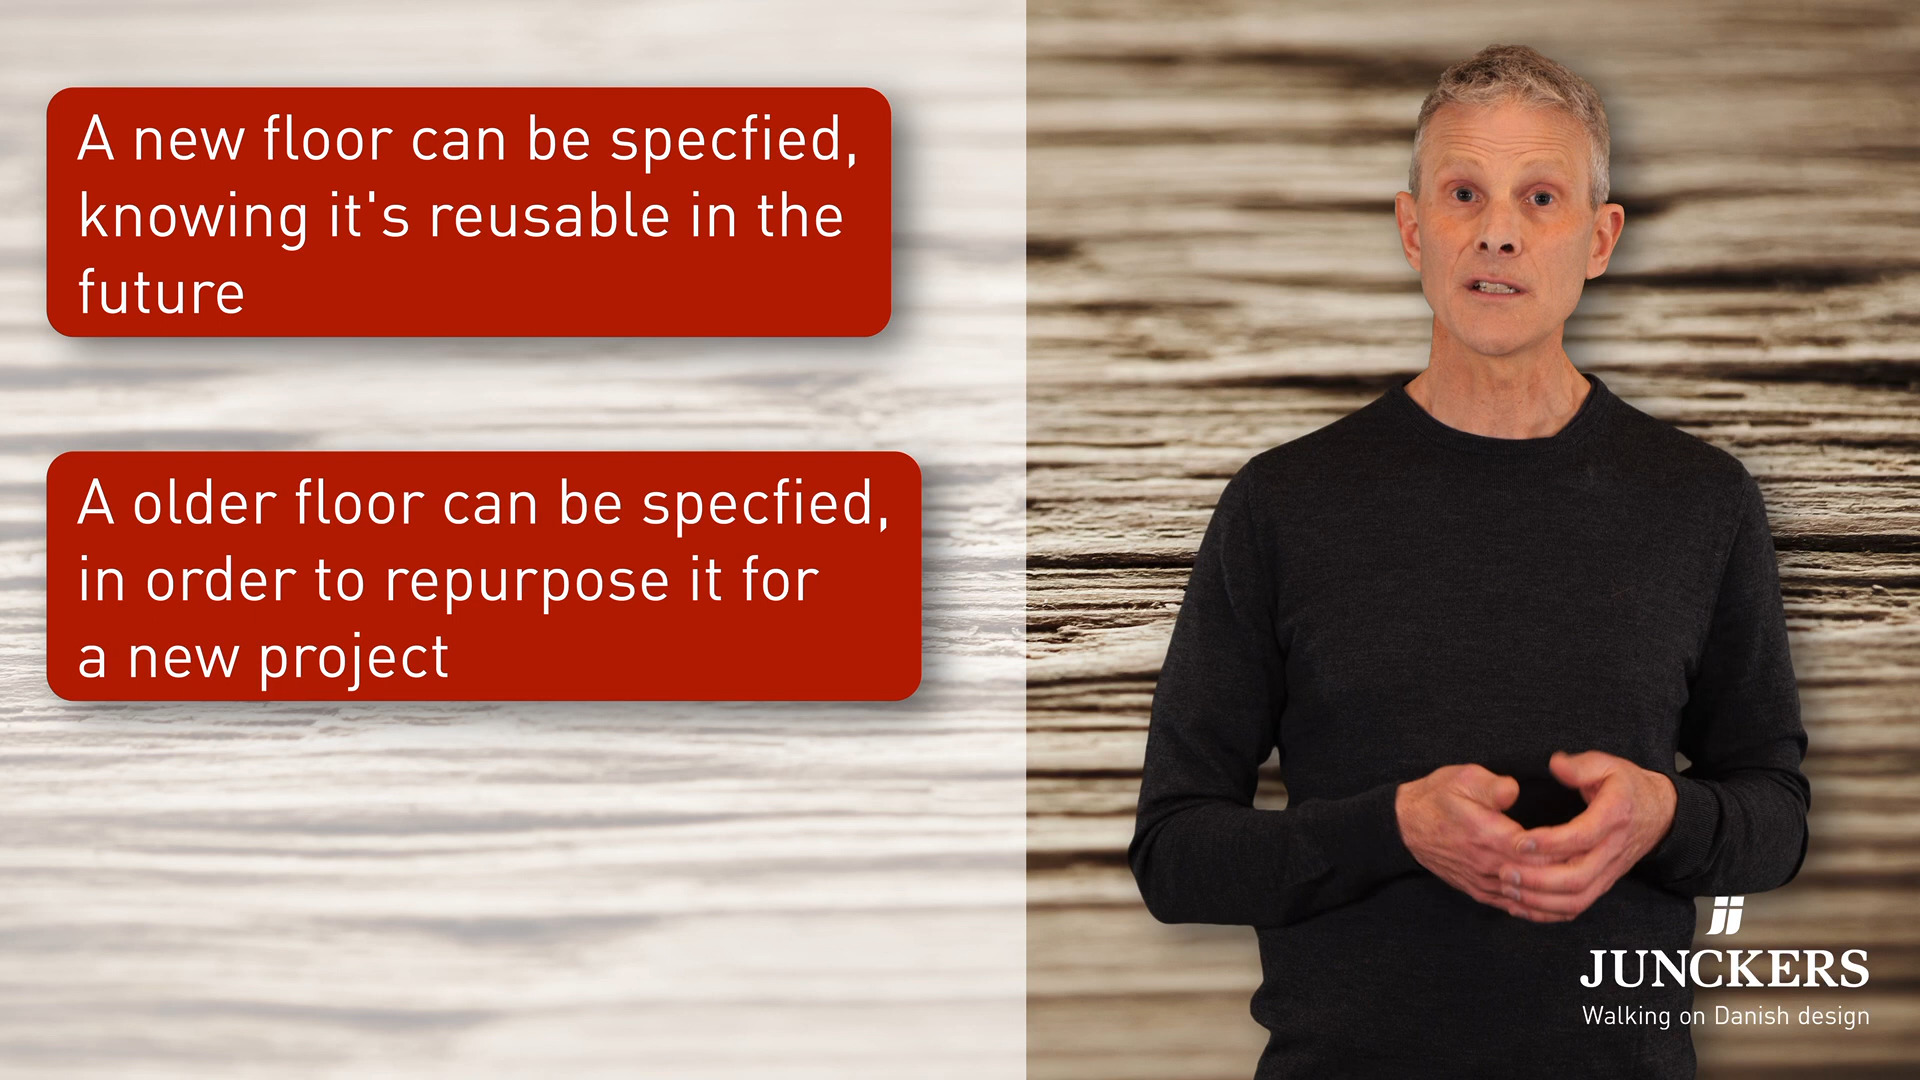 A new floor can be specfied,
knowing it's reusable in the
future
A older floor can be specfied,
in order to repurpose it for
a new project
JUNCKERS
Walking on Danish design